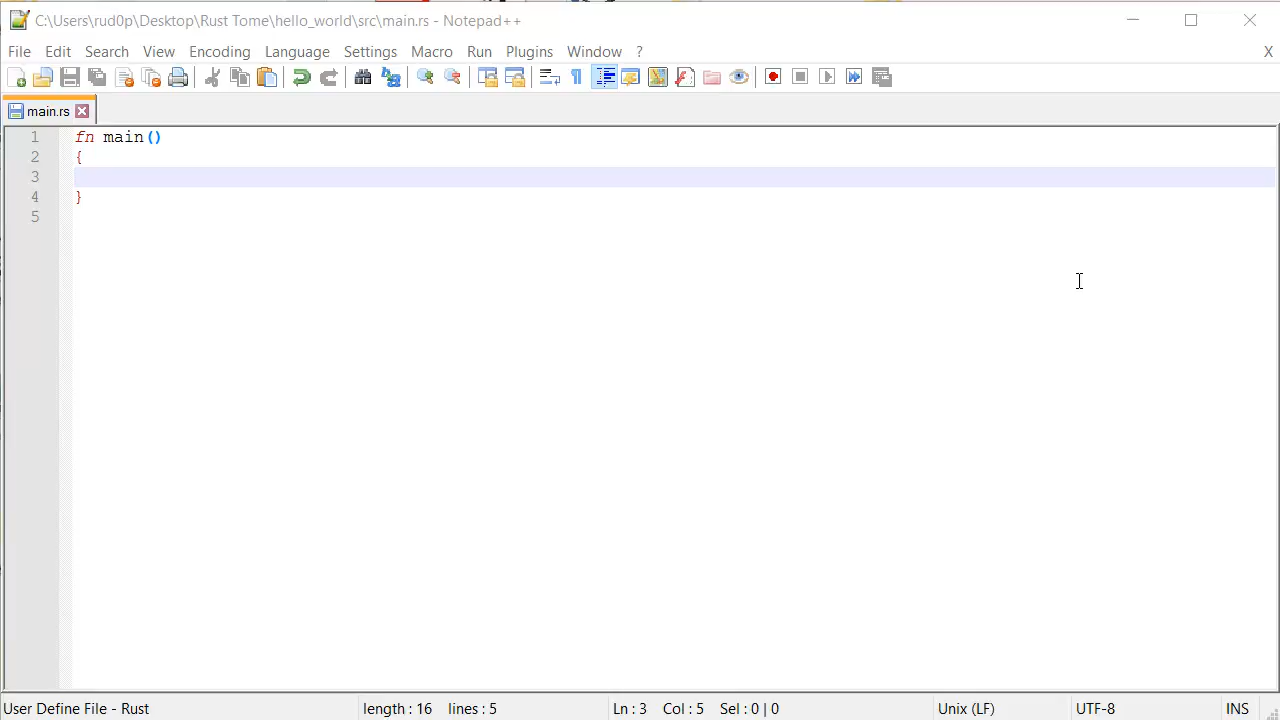 C:\Users\rud0p\Desktop\Rust Tome\hello_world\src\main.rs - Notepad++
File Edit Search View Encoding Language Settings Macro Run Plugins Window ? X
main.rs
1 fn main()
2 {
3
4 }
5
User Define File - Rust length : 16 lines : 5 Ln : 3 Col : 5 Sel : 0 | 0 Unix (LF) UTF-8 INS